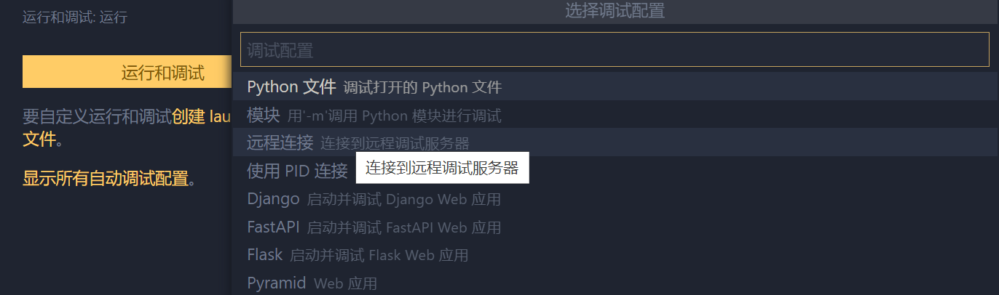 运行和调试: 运行
运行和调试
要自定义运行和调试创建 lau
文件。
显示所有自动调试配置。
选择调试配置
调试配置
Python 文件 调试打开的 Python 文件
模块 用'-m'调用 Python 模块进行调试
远程连接 连接到远程调试服务器
连接到远程调试服务器
使用 PID 连接
Django 启动并调试 Django Web 应用
FastAPI 启动并调试 FastAPI Web 应用
Flask 启动并调试 Flask Web 应用
Pyramid Web 应用